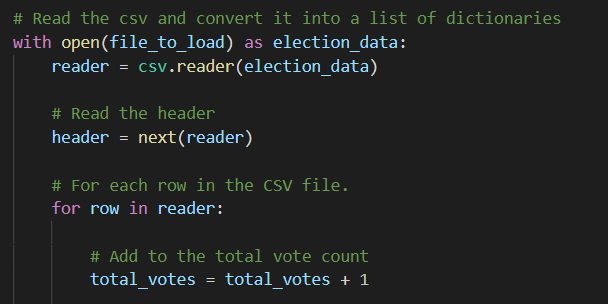 # Read the csv and convert it into a list of dictionaries
with open(file_to_load) as election_data:
    reader = csv.reader(election_data)

    # Read the header
    header = next(reader)

    # For each row in the CSV file.
    for row in reader:

        # Add to the total vote count
        total_votes = total_votes + 1